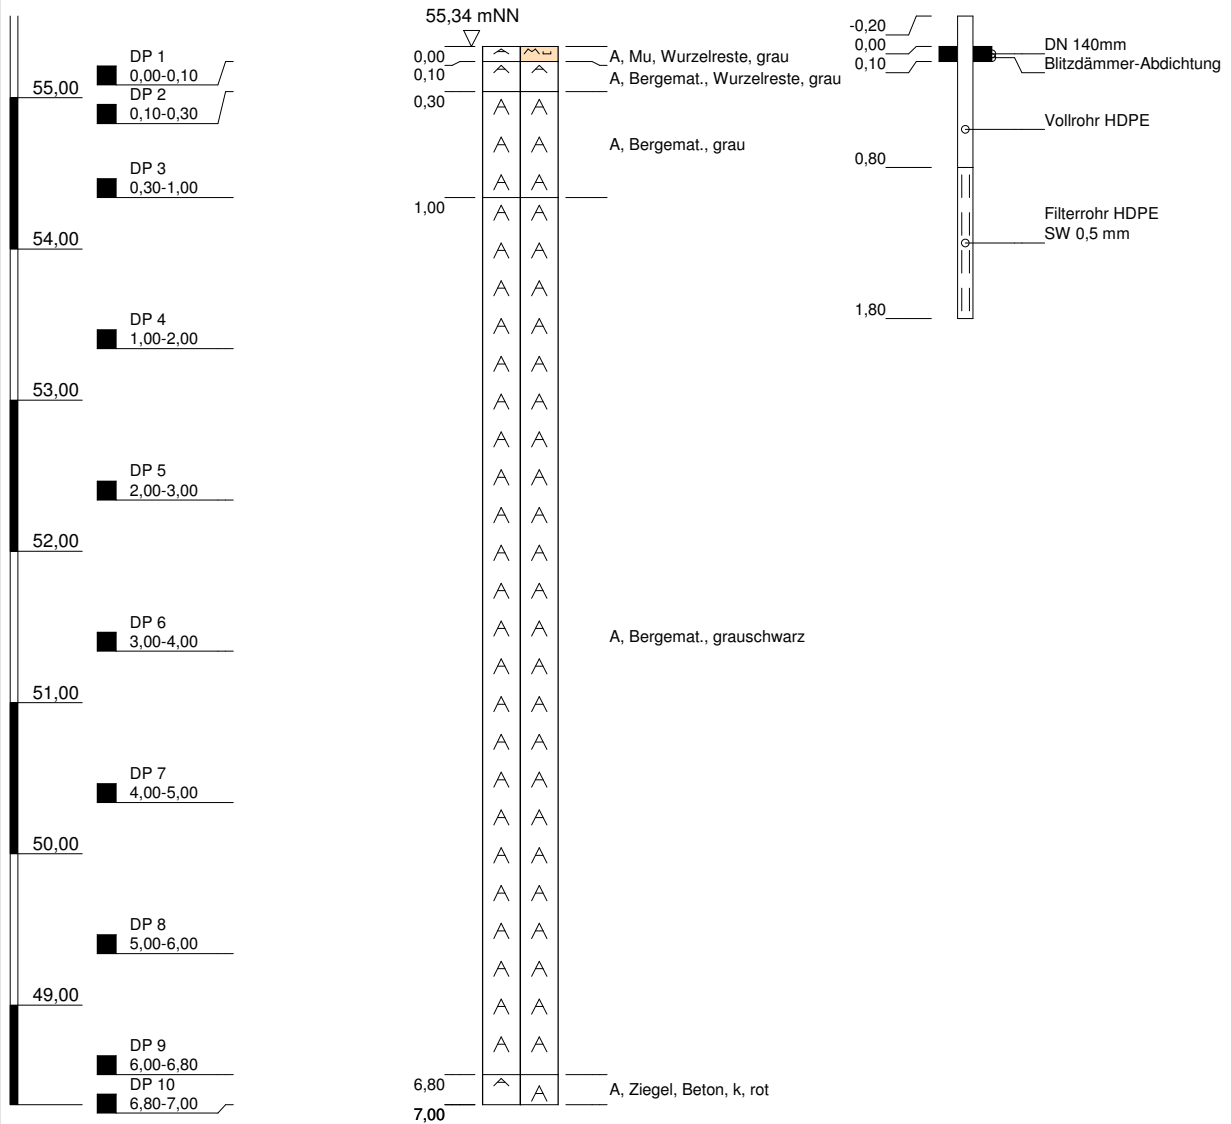 55,34 mNN
DP 1
0,00-0,10
DP 2
0,10-0,30
DP 3
0,30-1,00
DP 4
1,00-2,00
DP 5
2,00-3,00
DP 6
3,00-4,00
DP 7
4,00-5,00
DP 8
5,00-6,00
DP 9
6,00-6,80
DP 10
6,80-7,00
55,00
54,00
53,00
52,00
51,00
50,00
49,00
0,00
0,10
0,30
1,00
6,80
7,00
A, Mu, Wurzelreste, grau
A, Bergemat., Wurzelreste, grau
A, Bergemat., grau
A, Bergemat., grauschwarz
A, Ziegel, Beton, k, rot
-0,20
0,00
0,10
0,80
1,80
DN 140mm
Blitzdämmer-Abdichtung
Vollrohr HDPE
Filterrohr HDPE
SW 0,5 mm